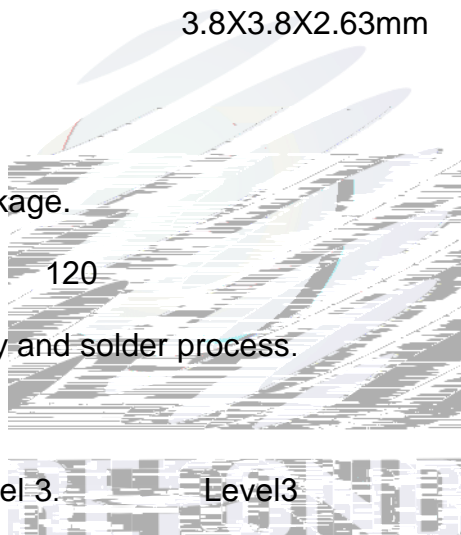 3.8X3.8X2.63mm
kage.
120
y and solder process.
el 3. Level3